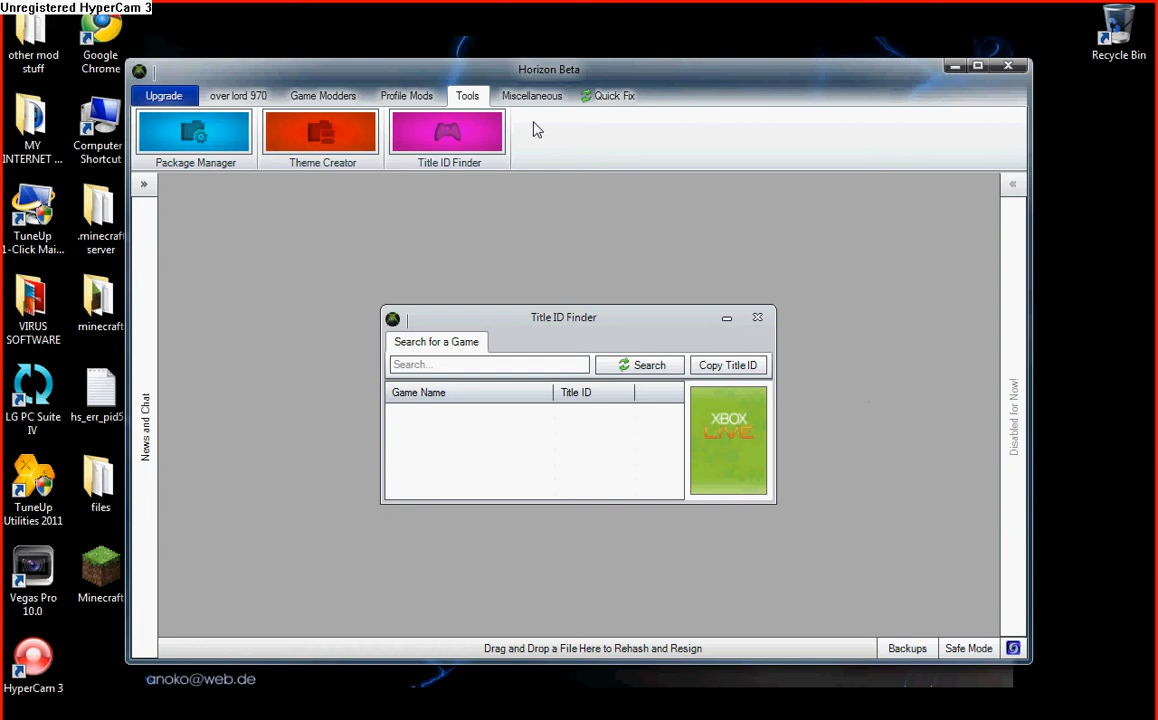 Unregistered HyperCam 3
other mod
stuff
Google
Chrome
Recycle Bin
MY
INTERNET ...
Computer
Shortcut
TuneUp
1-Click Mai...
.minecraft
server
VIRUS
SOFTWARE
minecraft
LG PC Suite
IV
hs_err_pid5
TuneUp
Utilities 2011
files
Vegas Pro
10.0
Minecraft
HyperCam 3
Horizon Beta
Upgrade
over lord 970
Game Modders
Profile Mods
Tools
Miscellaneous
Quick Fix
Package Manager
Theme Creator
Title ID Finder
»
«
News and Chat
Disabled for Now!
Title ID Finder
Search for a Game
Search...
Search
Copy Title ID
Game Name
Title ID
XBOX
LIVE
Drag and Drop a File Here to Rehash and Resign
Backups
Safe Mode
anoko@web.de